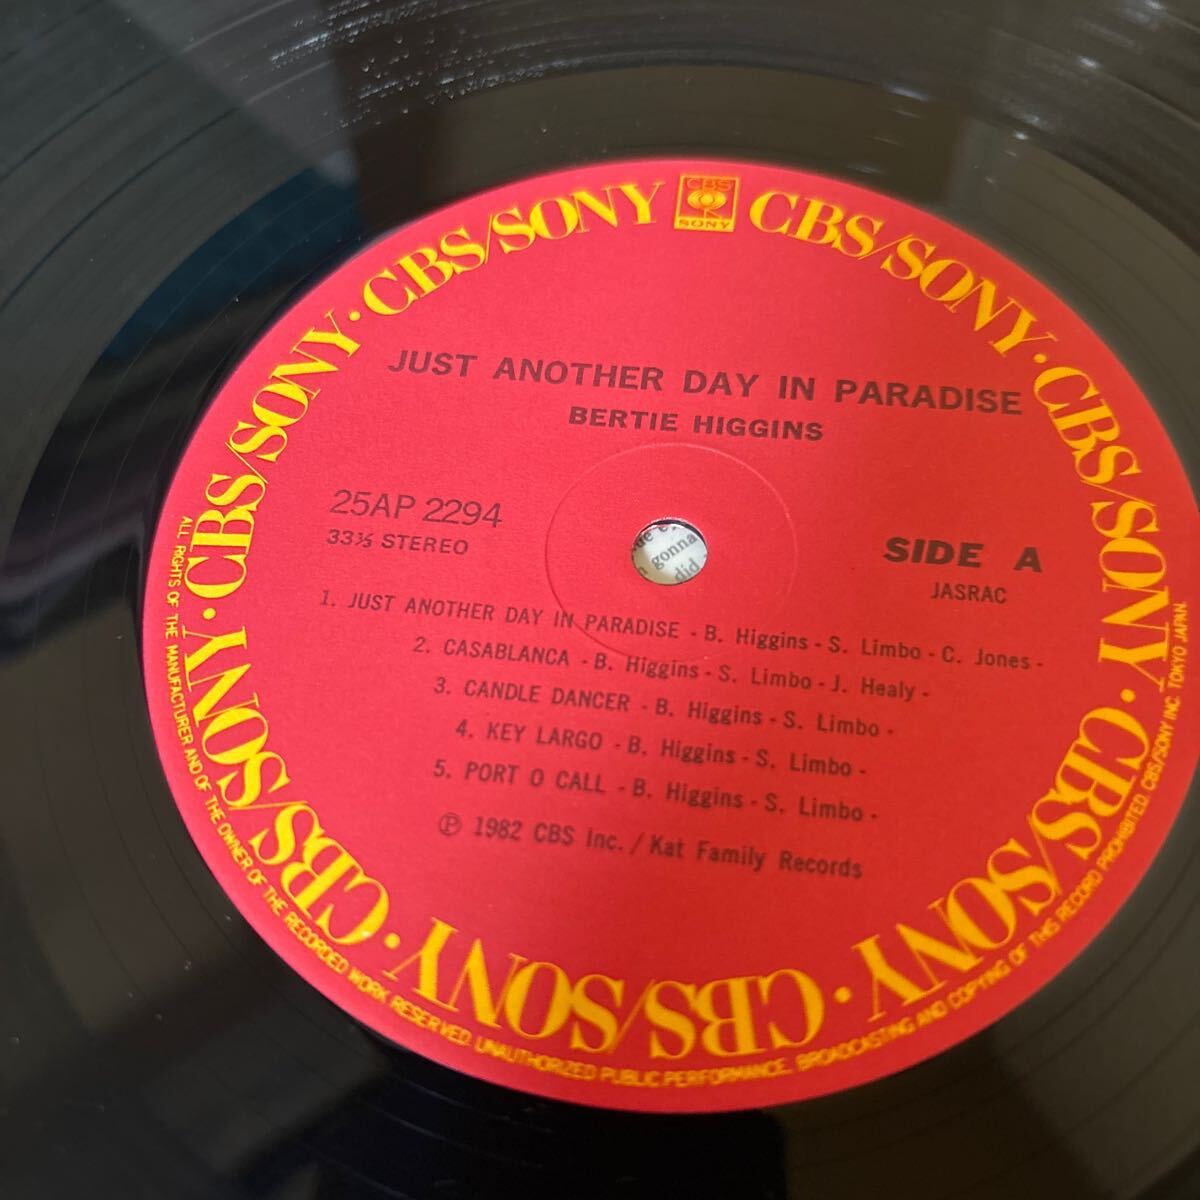 CBS
SONY
CBS/SONY · CBS/SONY · CBS/SONY · CBS/SONY · CBS/SONY · CBS/SONY · CBS/SONY · CBS/SONY
JUST ANOTHER DAY IN PARADISE
BERTIE HIGGINS
25AP 2294
33⅓ STEREO
SIDE A
JASRAC
1. JUST ANOTHER DAY IN PARADISE - B. Higgins - S. Limbo - C. Jones -
2. CASABLANCA - B. Higgins - S. Limbo - J. Healy -
3. CANDLE DANCER - B. Higgins - S. Limbo -
4. KEY LARGO - B. Higgins - S. Limbo -
5. PORT O CALL - B. Higgins - S. Limbo -
Ⓟ 1982 CBS Inc. / Kat Family Records
ALL RIGHTS OF THE MANUFACTURER AND OF THE OWNER OF THE RECORDED WORK RESERVED. UNAUTHORIZED PUBLIC PERFORMANCE, BROADCASTING AND COPYING OF THIS RECORD PROHIBITED CBS/SONY INC. TOKYO JAPAN.
gonna
did